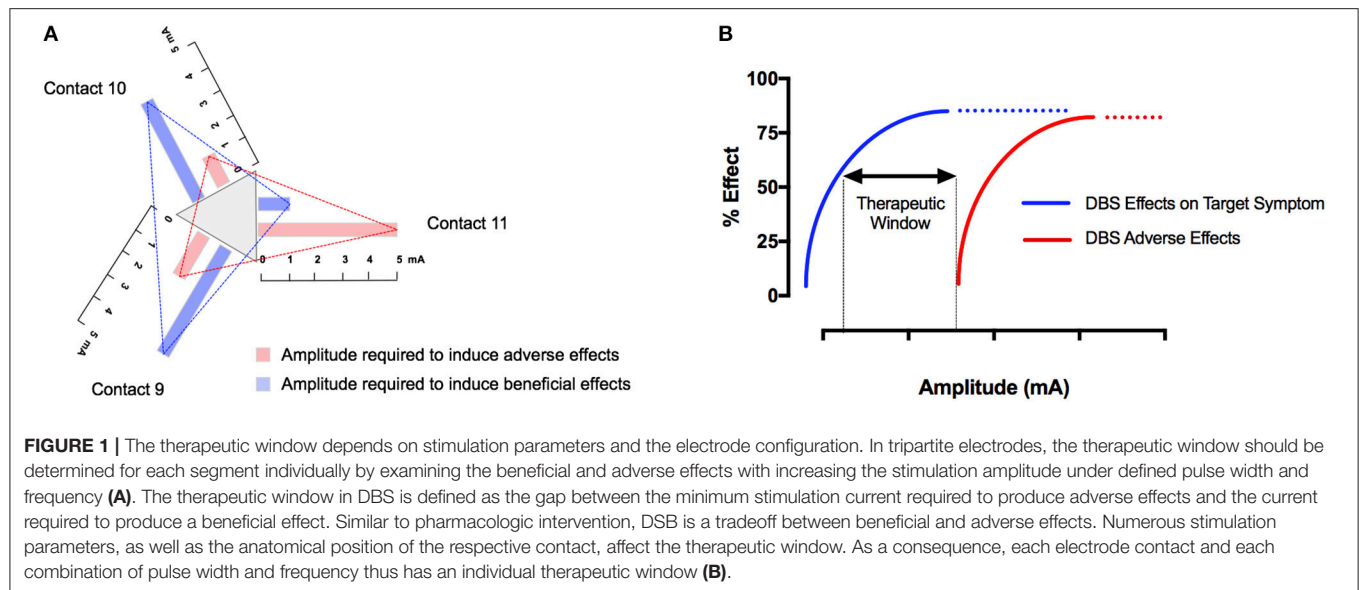 A
5 mA
4
3
2
1
0
Contact 10
Contact 11
0 1 2 3 4 5 mA
0
1
2
3
4
5 mA
Contact 9
Amplitude required to induce adverse effects
Amplitude required to induce beneficial effects
B
100
75
50
25
0
% Effect
Therapeutic
Window
DBS Effects on Target Symptom
DBS Adverse Effects
Amplitude (mA)
FIGURE 1 | The therapeutic window depends on stimulation parameters and the electrode configuration. In tripartite electrodes, the therapeutic window should be
determined for each segment individually by examining the beneficial and adverse effects with increasing the stimulation amplitude under defined pulse width and
frequency (A). The therapeutic window in DBS is defined as the gap between the minimum stimulation current required to produce adverse effects and the current
required to produce a beneficial effect. Similar to pharmacologic intervention, DSB is a tradeoff between beneficial and adverse effects. Numerous stimulation
parameters, as well as the anatomical position of the respective contact, affect the therapeutic window. As a consequence, each electrode contact and each
combination of pulse width and frequency thus has an individual therapeutic window (B).